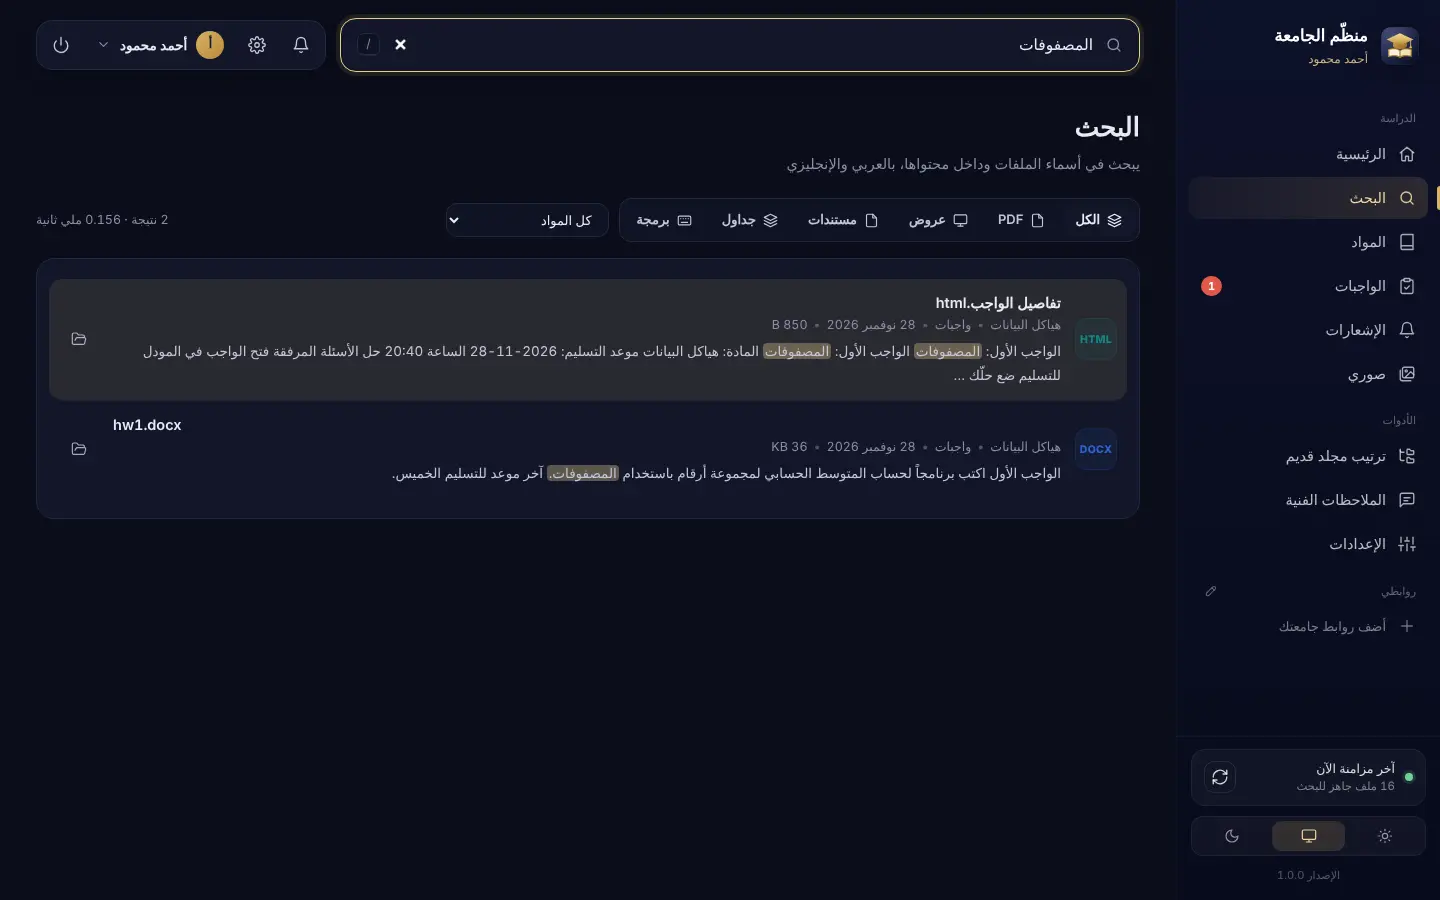 منظّم الجامعة
أحمد محمود
الدراسة
الرئيسية
البحث
المواد
الواجبات
1
الإشعارات
صوري
الأدوات
ترتيب مجلد قديم
الملاحظات الفنية
الإعدادات
روابطي
أضف روابط جامعتك
آخر مزامنة الآن
16 ملف جاهز للبحث
الإصدار 1.0.0
المصفوفات
/
أ
أحمد محمود
البحث
يبحث في أسماء الملفات وداخل محتواها، بالعربي والإنجليزي
الكل
PDF
عروض
مستندات
جداول
برمجة
كل المواد
2 نتيجة · 0.156 ملي ثانية
HTML
تفاصيل الواجب.html
هياكل البيانات • واجبات • 28 نوفمبر 2026 • 850 B
الواجب الأول: المصفوفات الواجب الأول: المصفوفات المادة: هياكل البيانات موعد التسليم: 2026-11-28 الساعة 20:40 حل الأسئلة المرفقة فتح الواجب في المودل
للتسليم ضع حلّك ...
DOCX
hw1.docx
هياكل البيانات • واجبات • 28 نوفمبر 2026 • 36 KB
الواجب الأول اكتب برنامجاً لحساب المتوسط الحسابي لمجموعة أرقام باستخدام المصفوفات. آخر موعد للتسليم الخميس.